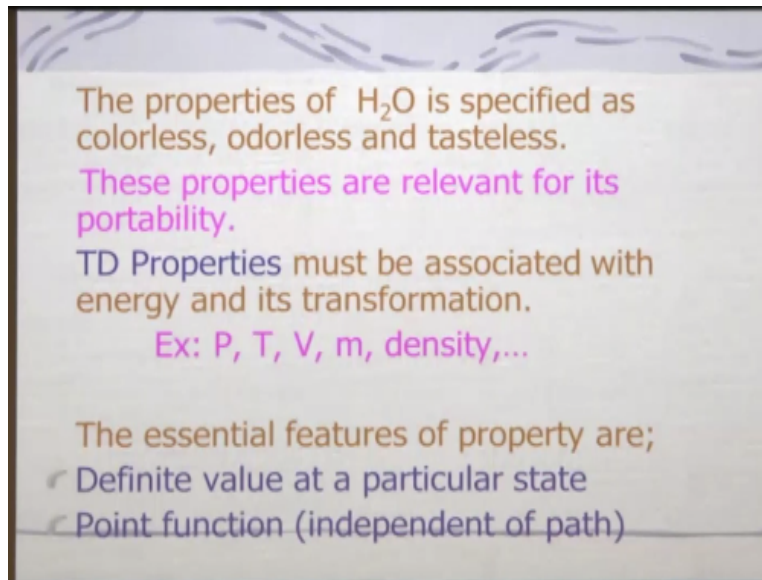 The properties of H₂O is specified as
colorless, odorless and tasteless.
These properties are relevant for its
portability.
TD Properties must be associated with
energy and its transformation.
Ex: P, T, V, m, density,...
The essential features of property are;
Definite value at a particular state
Point function (independent of path)